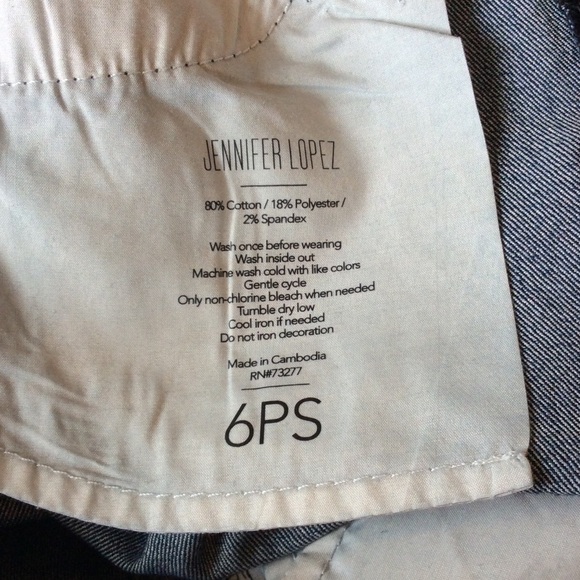 JENNIFER LOPEZ
80% Cotton / 18% Polyester /
2% Spandex
Wash once before wearing
Wash inside out
Machine wash cold with like colors
Gentle cycle
Only non-chlorine bleach when needed
Tumble dry low
Cool iron if needed
Do not iron decoration
Made in Cambodia
RN#73277
6PS